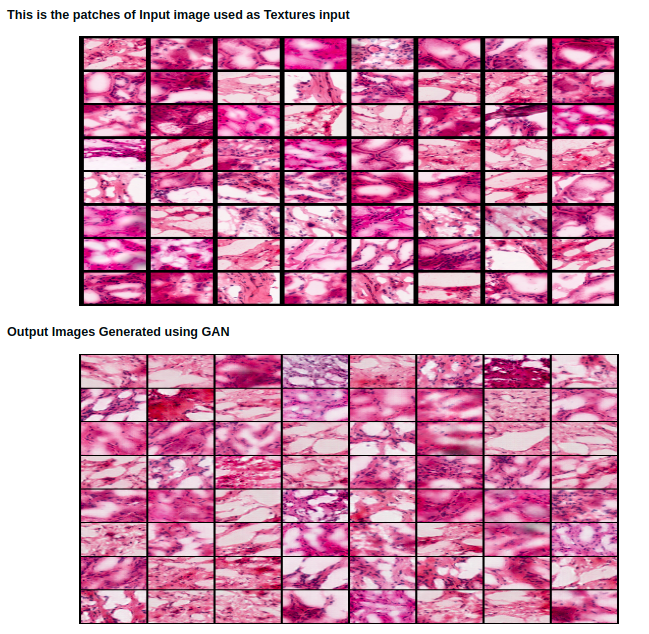 This is the patches of Input image used as Textures input
Output Images Generated using GAN